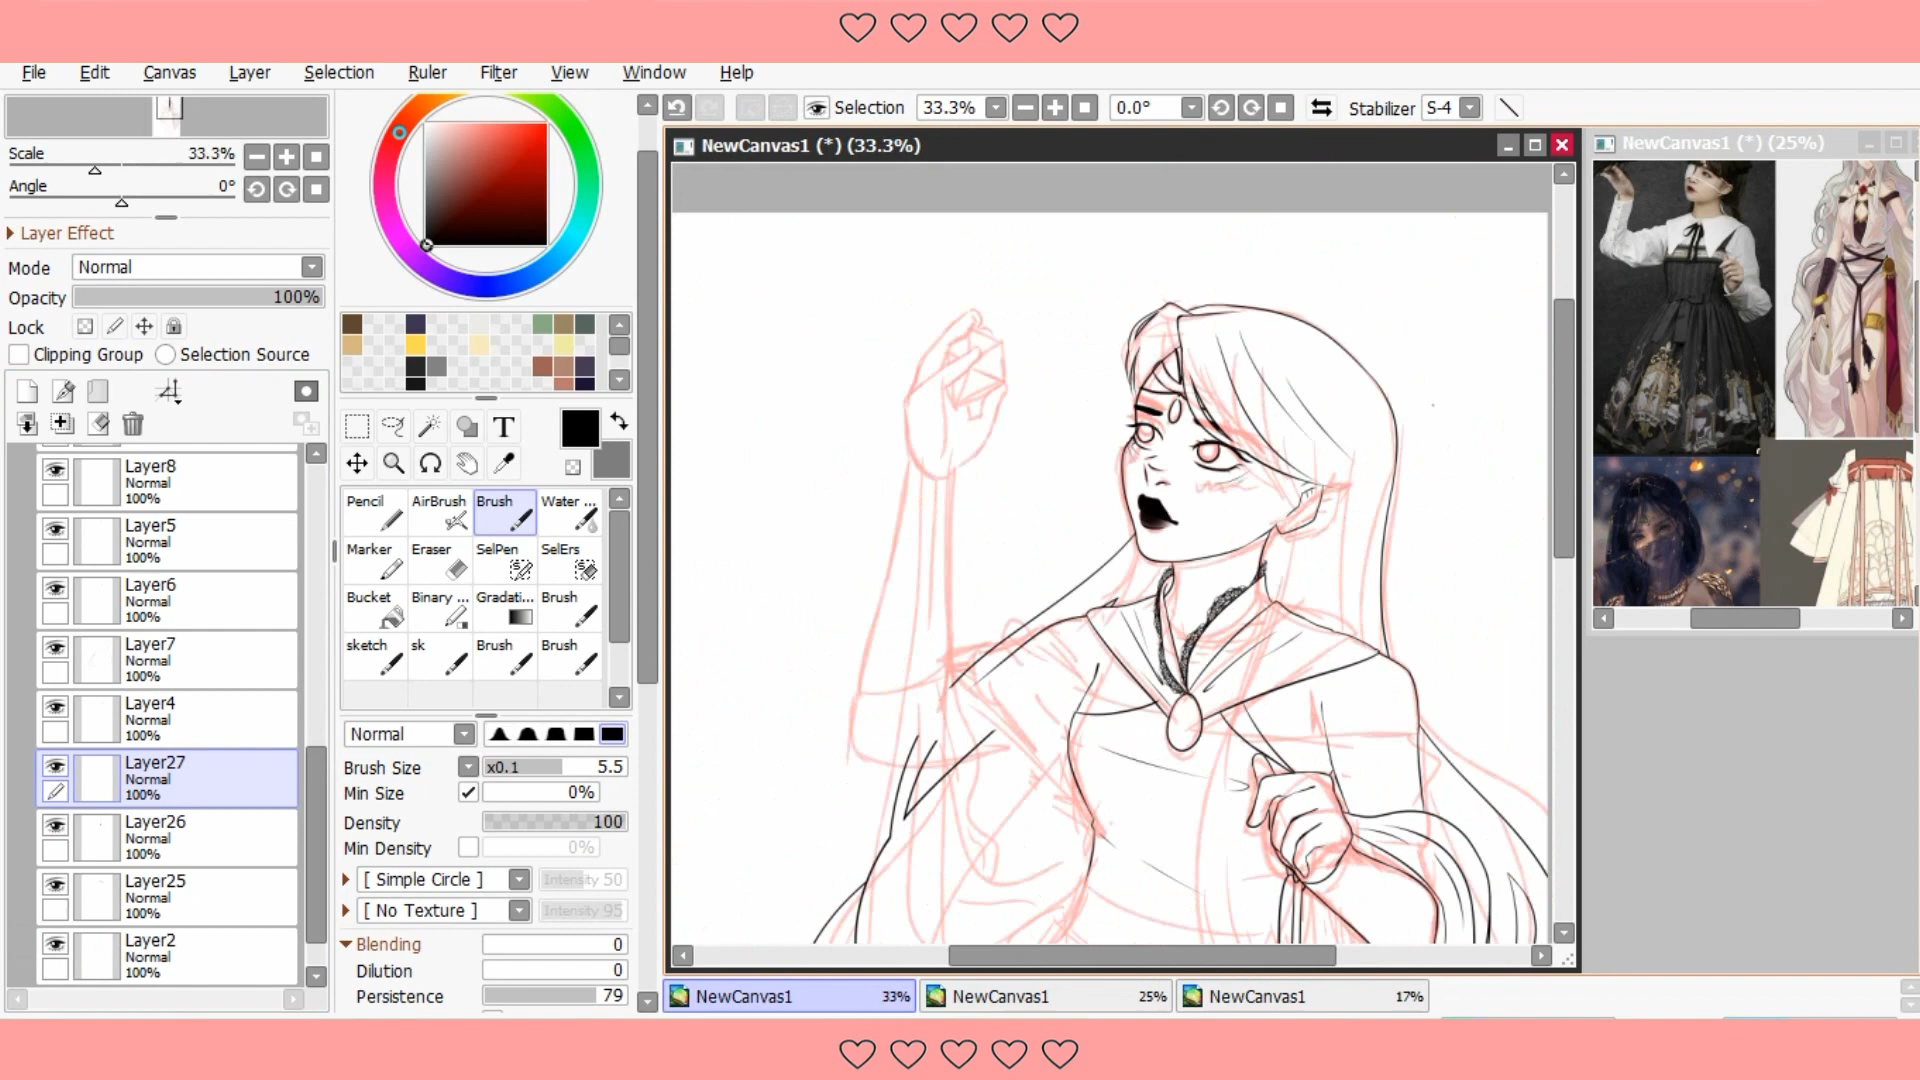 File Edit Canvas Layer Selection Ruler Filter View Window Help
Selection 33.3% 0.0° Stabilizer S-4
Scale 33.3%
Angle 0°
Layer Effect
Mode Normal
Opacity 100%
Lock
Clipping Group Selection Source
Layer8
Normal
100%
Layer5
Normal
100%
Layer6
Normal
100%
Layer7
Normal
100%
Layer4
Normal
100%
Layer27
Normal
100%
Layer26
Normal
100%
Layer25
Normal
100%
Layer2
Normal
100%
T
Pencil AirBrush Brush Water ...
Marker Eraser SelPen SelErs
Bucket Binary ... Gradati... Brush
sketch sk Brush Brush
Normal
Brush Size x0.1 5.5
Min Size 0%
Density 100
Min Density 0%
[ Simple Circle ] Intensity 50
[ No Texture ] Intensity 95
Blending 0
Dilution 0
Persistence 79
NewCanvas1 (*) (33.3%)
NewCanvas1 (*) (25%)
NewCanvas1 33% NewCanvas1 25% NewCanvas1 17%